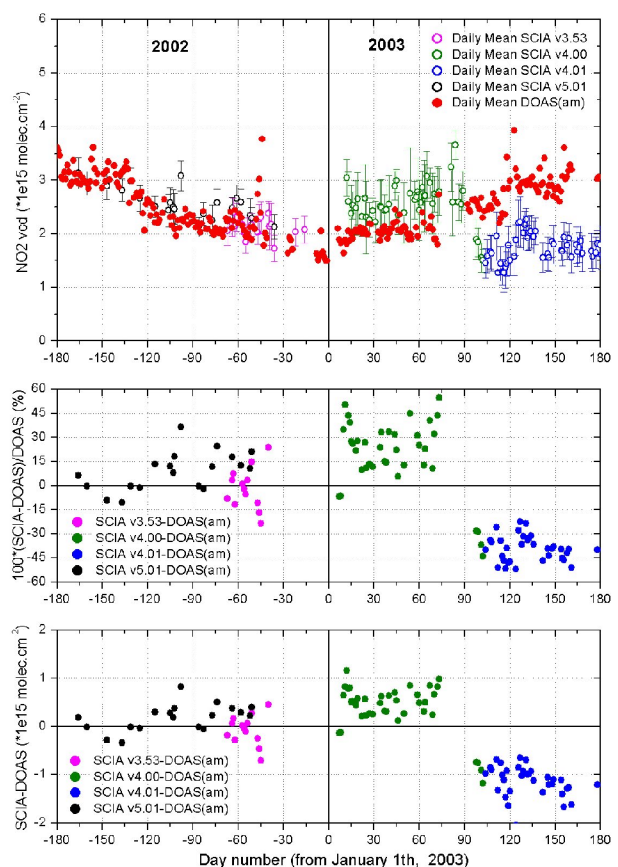 2002
2003
Daily Mean SCIA v3.53
Daily Mean SCIA v4.00
Daily Mean SCIA v4.01
Daily Mean SCIA v5.01
Daily Mean DOAS(am)
NO2 vcd (*1e15 molec.cm-2)
6
5
4
3
2
1
0
-180 -150 -120 -90 -60 -30 0 30 60 90 120 150 180
100*(SCIA-DOAS)/DOAS (%)
60
45
30
15
0
-15
-30
-45
-60
SCIA v3.53-DOAS(am)
SCIA v4.00-DOAS(am)
SCIA v4.01-DOAS(am)
SCIA v5.01-DOAS(am)
-180 -150 -120 -90 -60 -30 0 30 60 90 120 150 180
SCIA-DOAS (*1e15 molec.cm-2)
2
1
0
-1
-2
SCIA v3.53-DOAS(am)
SCIA v4.00-DOAS(am)
SCIA v4.01-DOAS(am)
SCIA v5.01-DOAS(am)
-180 -150 -120 -90 -60 -30 0 30 60 90 120 150 180
Day number (from January 1th, 2003)